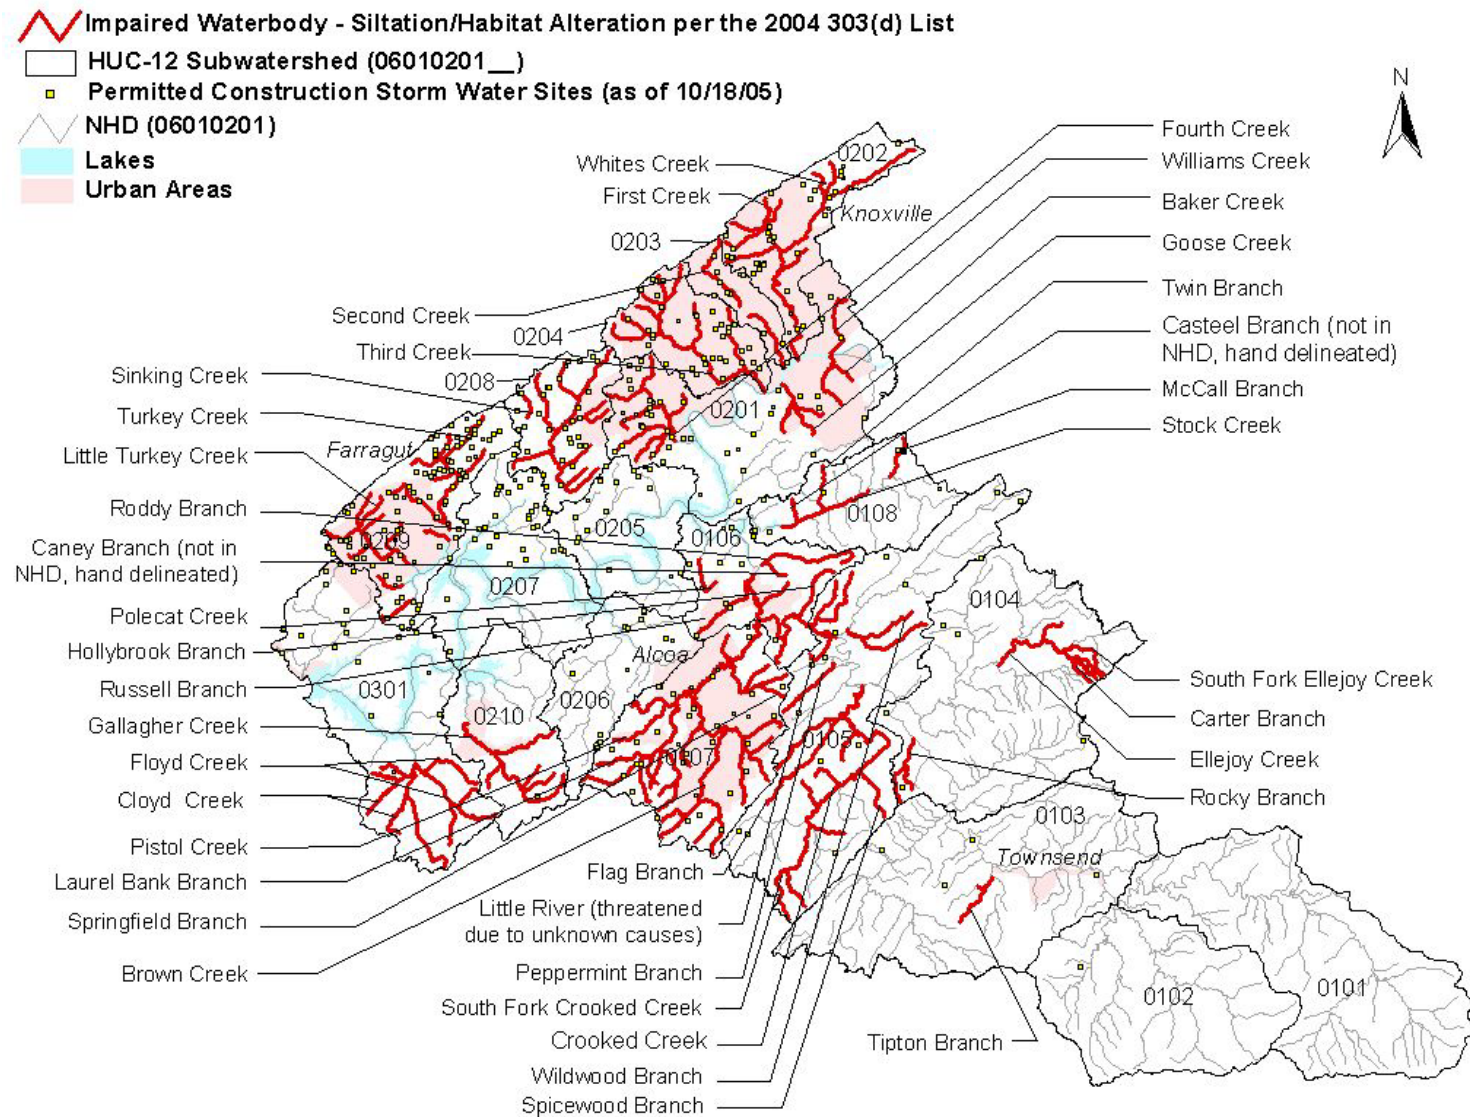 Impaired Waterbody - Siltation/Habitat Alteration per the 2004 303(d) List
HUC-12 Subwatershed (06010201__)
Permitted Construction Storm Water Sites (as of 10/18/05)
NHD (06010201)
Lakes
Urban Areas
N
Fourth Creek
Williams Creek
Baker Creek
Goose Creek
Twin Branch
Casteel Branch (not in
NHD, hand delineated)
McCall Branch
Stock Creek
Whites Creek
First Creek
0202
Knoxville
0203
Second Creek
0204
Third Creek
0208
Sinking Creek
Turkey Creek
Farragut
Little Turkey Creek
Roddy Branch
Caney Branch (not in
NHD, hand delineated)
Polecat Creek
Hollybrook Branch
Russell Branch
Gallagher Creek
Floyd Creek
Cloyd Creek
Pistol Creek
Laurel Bank Branch
Springfield Branch
Brown Creek
0201
0205
0106
0108
0209
0207
0104
Alcoa
0301
0210
0206
0107
0105
South Fork Ellejoy Creek
Carter Branch
Ellejoy Creek
Rocky Branch
0103
Townsend
Flag Branch
Little River (threatened
due to unknown causes)
Peppermint Branch
South Fork Crooked Creek
Crooked Creek
Wildwood Branch
Spicewood Branch
Tipton Branch
0102
0101